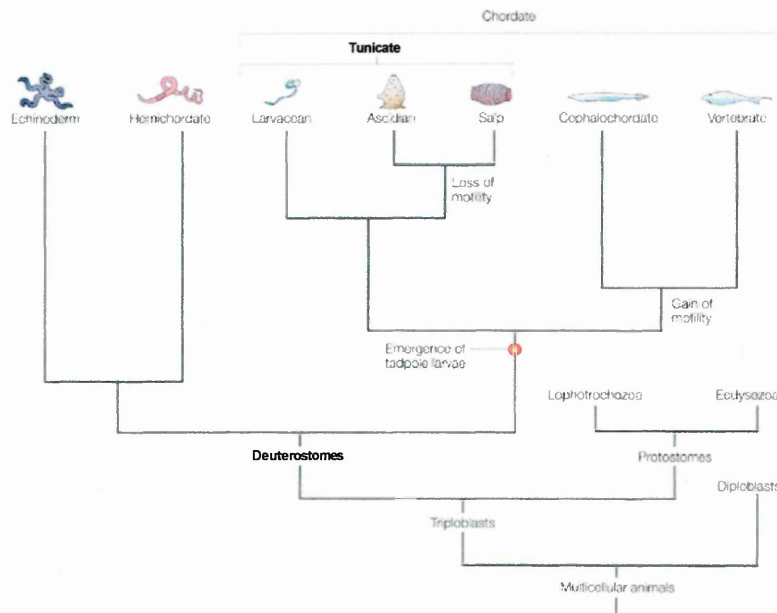 Chordate
Tunicate
Echinoderm
Hemichordate
Larvacean
Ascidian
Salp
Cephalochordate
Vertebrate
Loss of
motility
Gain of
motility
Emergence of
tadpole larvae
Lophotrochozoa
Ecdysozoa
Deuterostomes
Protostomes
Diploblasts
Triploblasts
Multicellular animals